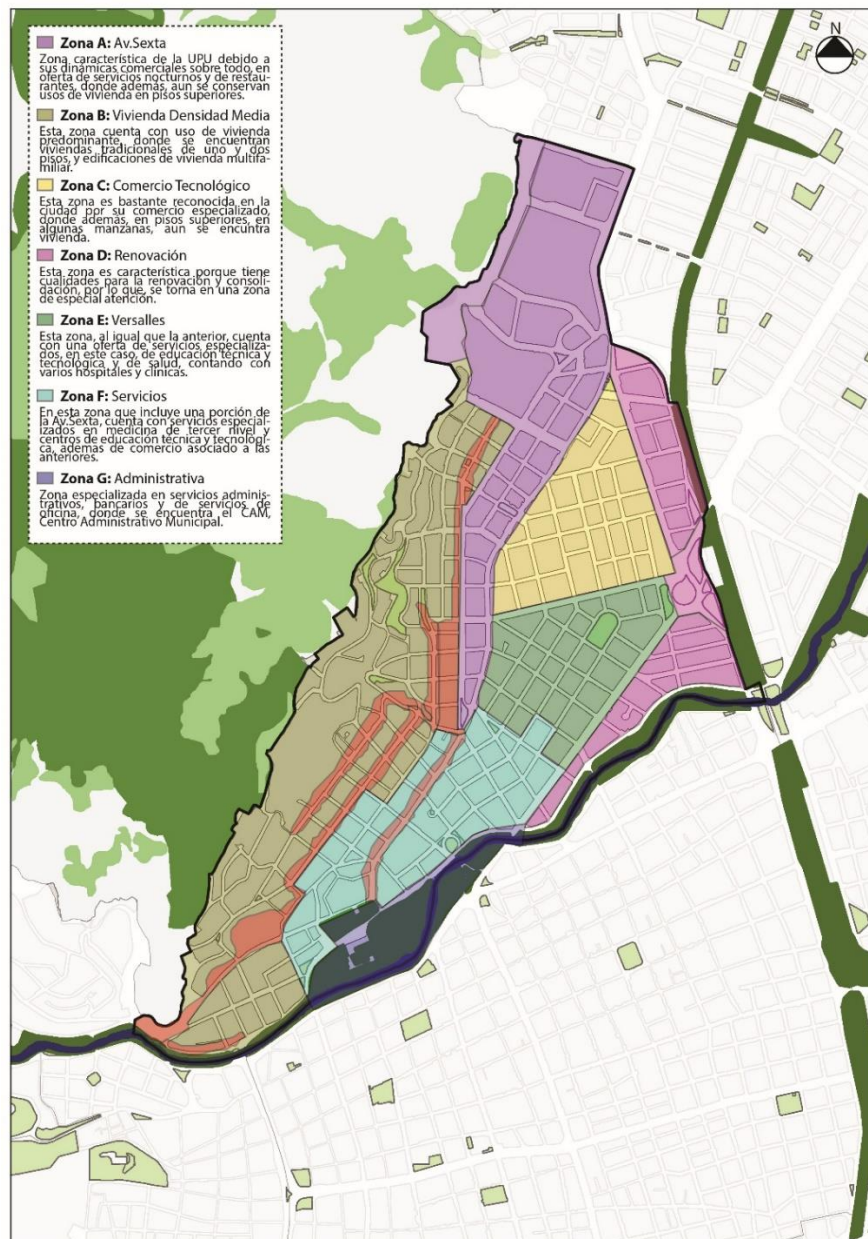 N
Zona A: Av.Sexta
Zona característica de la UPU debido a
sus dinámicas comerciales sobre todo en
oferta de servicios nocturnos y de restau-
rantes, donde además, aun se conservan
usos de vivienda en pisos superiores.
Zona B: Vivienda Densidad Media
Esta zona cuenta con uso de vivienda
predominante, donde se encuentran
viviendas tradicionales de uno y dos
pisos, y edificaciones de vivienda multifa-
miliar.
Zona C: Comercio Tecnológico
Esta zona es bastante reconocida en la
ciudad por su comercio especializado,
donde además, en pisos superiores, en
algunas manzanas, aun se encuntra
vivienda.
Zona D: Renovación
Esta zona es característica porque tiene
cualidades para la renovación y consoli-
dación, por lo que, se torna en una zona
de especial atención.
Zona E: Versalles
Esta zona, al igual que la anterior, cuenta
con una oferta de servicios especializa-
dos, en este caso, de educación técnica y
tecnológica y de salud, contando con
varios hospitales y clínicas.
Zona F: Servicios
En esta zona que incluye una porción de
la Av.Sexta, cuenta con servicios especial-
izados en medicina de tercer nivel y
centros de educación técnica y tecnológi-
ca, además de comercio asociado a las
anteriores.
Zona G: Administrativa
Zona especializada en servicios adminis-
trativos, bancarios y de servicios de
oficina, donde se encuentra el CAM,
Centro Administrativo Municipal.